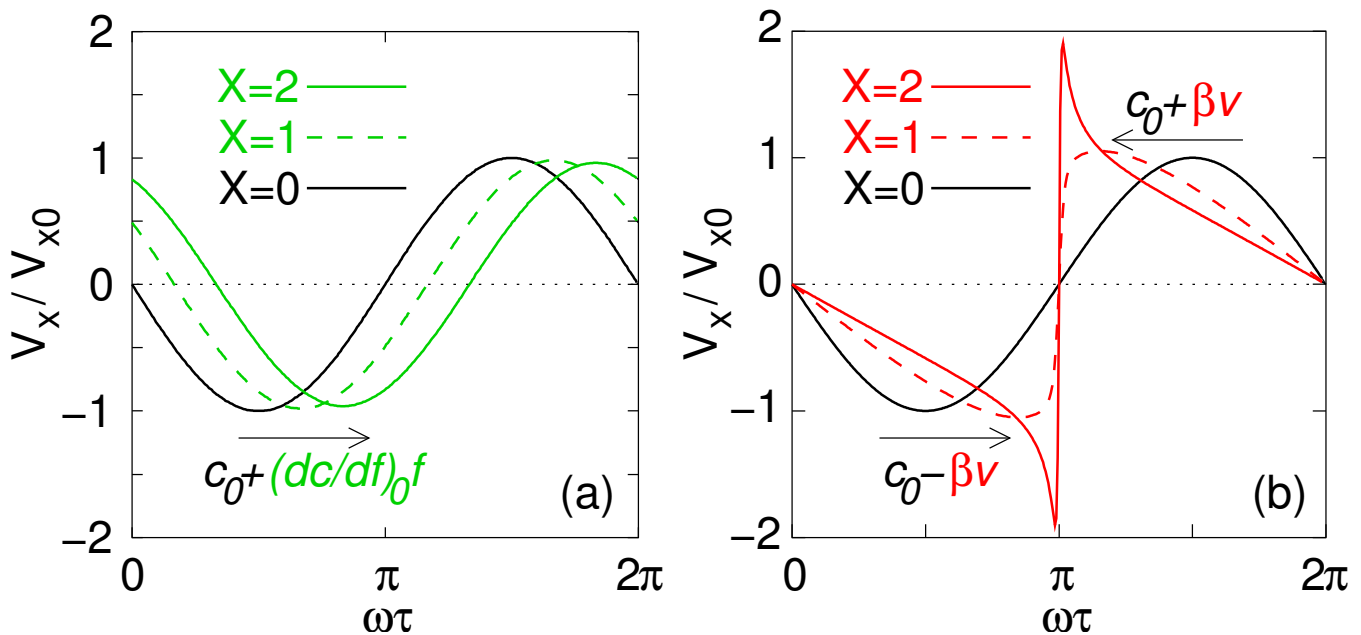 2
1
0
−1
−2
V_x / V_x0
X=2
X=1
X=0
c_0+(dc/df)_0f
(a)
0
π
2π
ωτ
2
1
0
−1
−2
V_x / V_x0
X=2
X=1
X=0
c_0+βv
c_0−βv
(b)
0
π
2π
ωτ